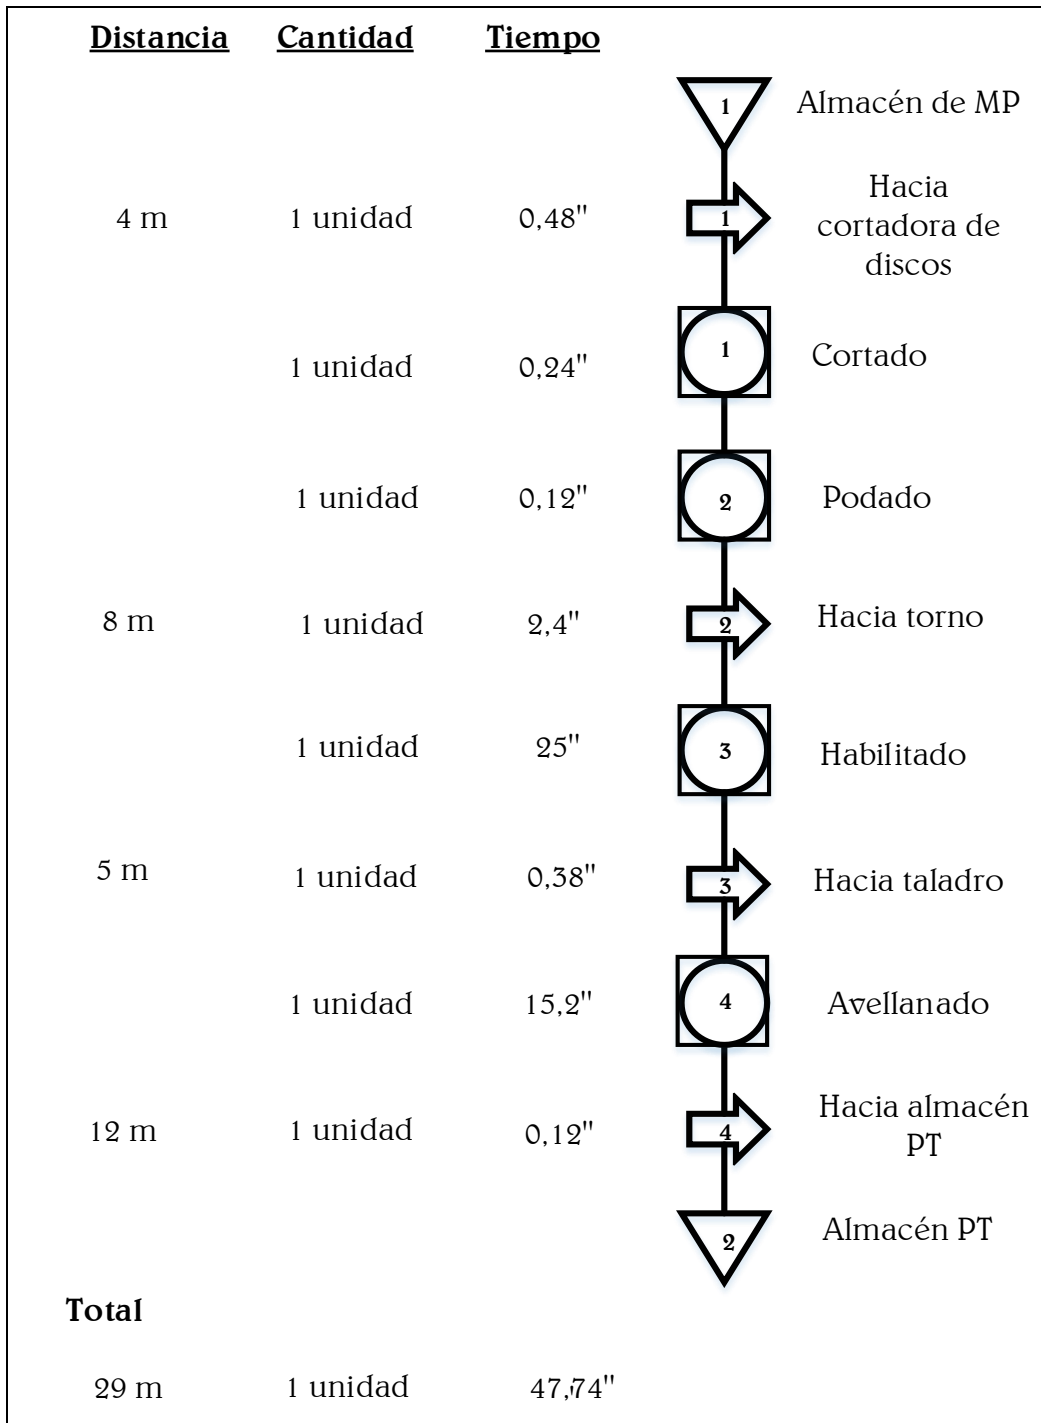 Distancia Cantidad Tiempo
1 Almacén de MP
4 m 1 unidad 0,48" 1 Hacia
cortadora de
discos
1 unidad 0,24" 1 Cortado
1 unidad 0,12" 2 Podado
8 m 1 unidad 2,4" 2 Hacia torno
1 unidad 25" 3 Habilitado
5 m 1 unidad 0,38" 3 Hacia taladro
1 unidad 15,2" 4 Avellanado
12 m 1 unidad 0,12" 4 Hacia almacén
PT
2 Almacén PT
Total
29 m 1 unidad 47,74"